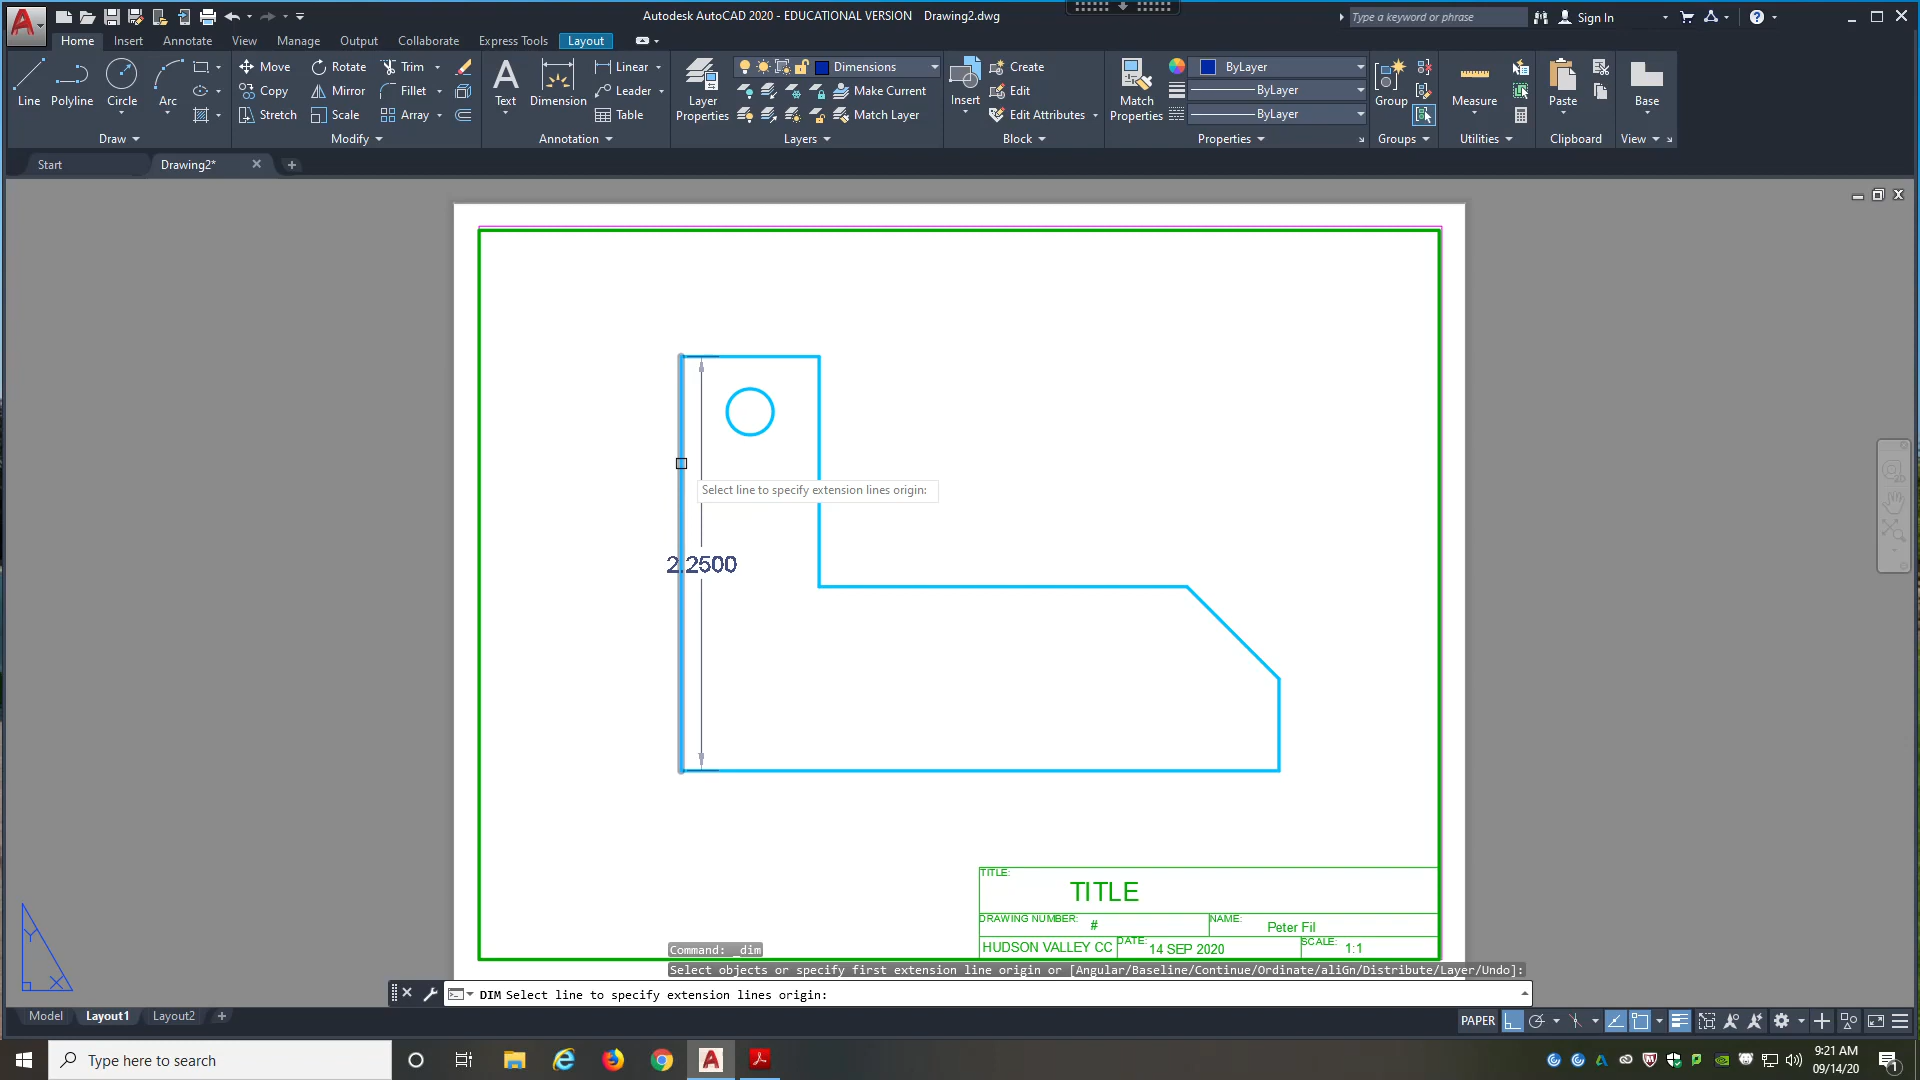 Autodesk AutoCAD 2020 - EDUCATIONAL VERSION Drawing2.dwg
Type a keyword or phrase
Sign In
Home Insert Annotate View Manage Output Collaborate Express Tools Layout
Line Polyline Circle Arc
Move Rotate Trim
Copy Mirror Fillet
Stretch Scale Array
Text Dimension
Linear
Leader
Table
Layer Properties
Dimensions
Make Current
Match Layer
Insert
Create
Edit
Edit Attributes
Match Properties
ByLayer
ByLayer
ByLayer
Group
Measure
Paste
Base
Draw Modify Annotation Layers Block Properties Groups Utilities Clipboard View
Start Drawing2*
Select line to specify extension lines origin:
2.2500
TITLE:
TITLE
DRAWING NUMBER: #
NAME: Peter Fil
HUDSON VALLEY CC
DATE: 14 SEP 2020
SCALE: 1:1
Y
X
Command: _dim
Select objects or specify first extension line origin or [Angular/Baseline/Continue/Ordinate/aliGn/Distribute/Layer/Undo]:
DIM Select line to specify extension lines origin:
Model Layout1 Layout2
PAPER
Type here to search
9:21 AM
09/14/20
1